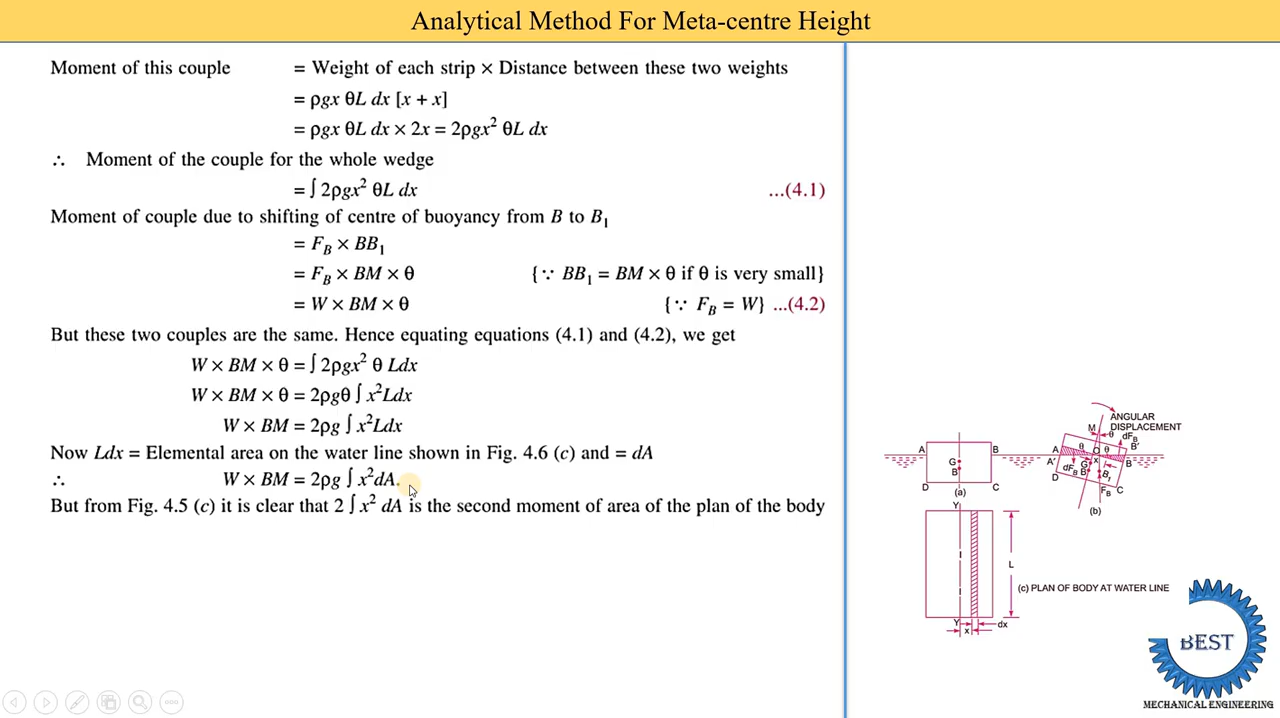 Analytical Method For Meta-centre Height
Moment of this couple = Weight of each strip × Distance between these two weights
= ρgx θL dx [x + x]
= ρgx θL dx × 2x = 2ρgx² θL dx
∴ Moment of the couple for the whole wedge
= ∫ 2ρgx² θL dx ...(4.1)
Moment of couple due to shifting of centre of buoyancy from B to B₁
= F_B × BB₁
= F_B × BM × θ {∵ BB₁ = BM × θ if θ is very small}
= W × BM × θ {∵ F_B = W} ...(4.2)
But these two couples are the same. Hence equating equations (4.1) and (4.2), we get
W × BM × θ = ∫ 2ρgx² θ Ldx
W × BM × θ = 2ρgθ ∫ x²Ldx
W × BM = 2ρg ∫ x²Ldx
Now Ldx = Elemental area on the water line shown in Fig. 4.6 (c) and = dA
∴ W × BM = 2ρg ∫ x²dA.
But from Fig. 4.5 (c) it is clear that 2 ∫ x² dA is the second moment of area of the plan of the body
A B
G
B
D C
(a)
ANGULAR
DISPLACEMENT
M θ dF_B
A θ O θ B'
A' x B
G
D dF_B B B₁
F_B C
(b)
Y
L
(c) PLAN OF BODY AT WATER LINE
Y dx
x
BEST
MECHANICAL ENGINEERING